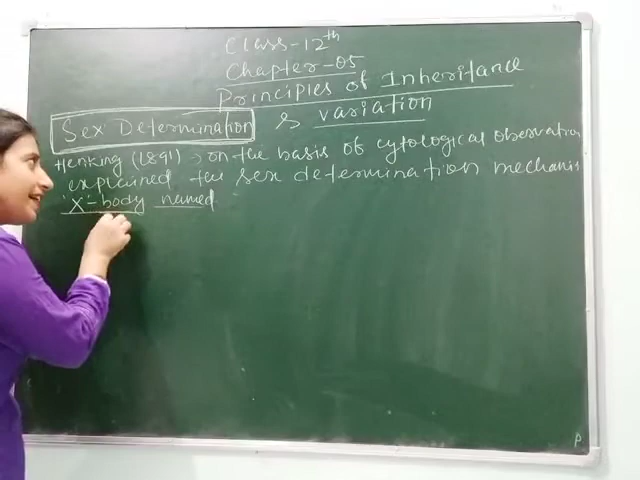 Class-12th
Chapter-05
Principles of Inheritance
& variation
Sex Determination
Henking (1891) → on the basis of cytological observation
explained the sex determination mechanis
'X'-body named
P